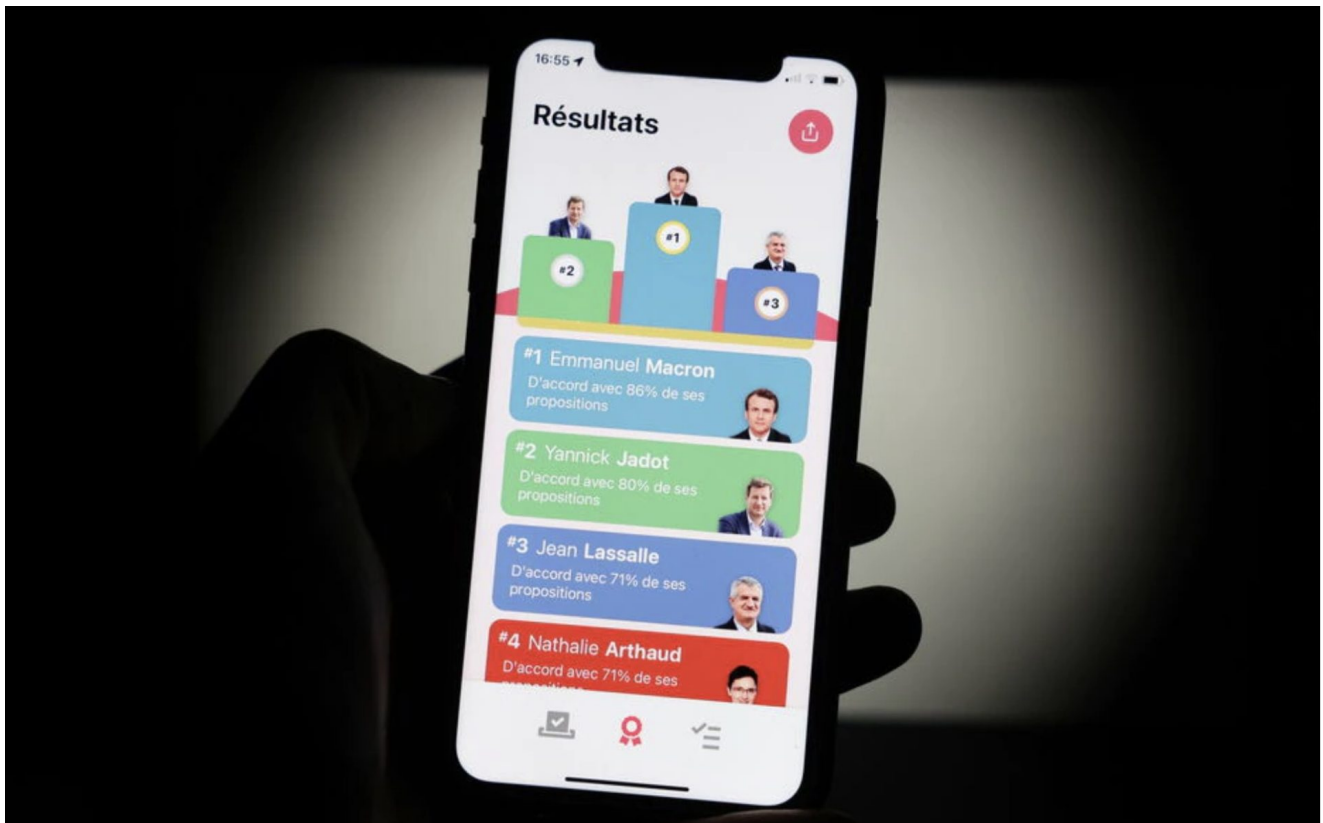 16:55
Résultats
#1
#2
#3
#1 Emmanuel Macron
D'accord avec 86% de ses
propositions
#2 Yannick Jadot
D'accord avec 80% de ses
propositions
#3 Jean Lassalle
D'accord avec 71% de ses
propositions
#4 Nathalie Arthaud
D'accord avec 71% de ses
propositions